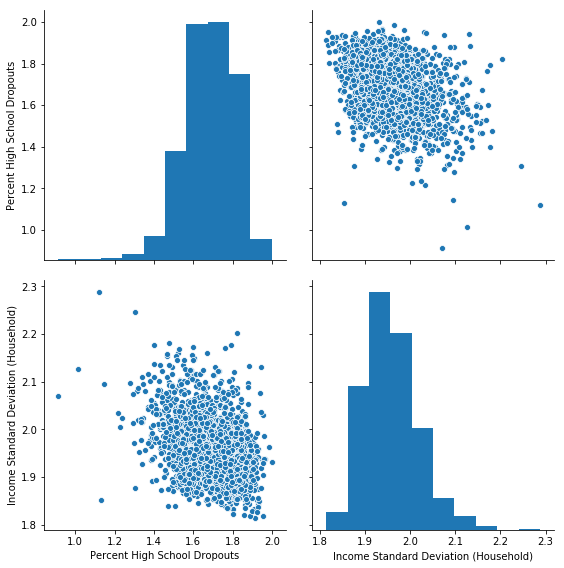 Percent High School Dropouts
2.0
1.8
1.6
1.4
1.2
1.0
Income Standard Deviation (Household)
2.3
2.2
2.1
2.0
1.9
1.8
1.0 1.2 1.4 1.6 1.8 2.0
Percent High School Dropouts
1.8 1.9 2.0 2.1 2.2 2.3
Income Standard Deviation (Household)